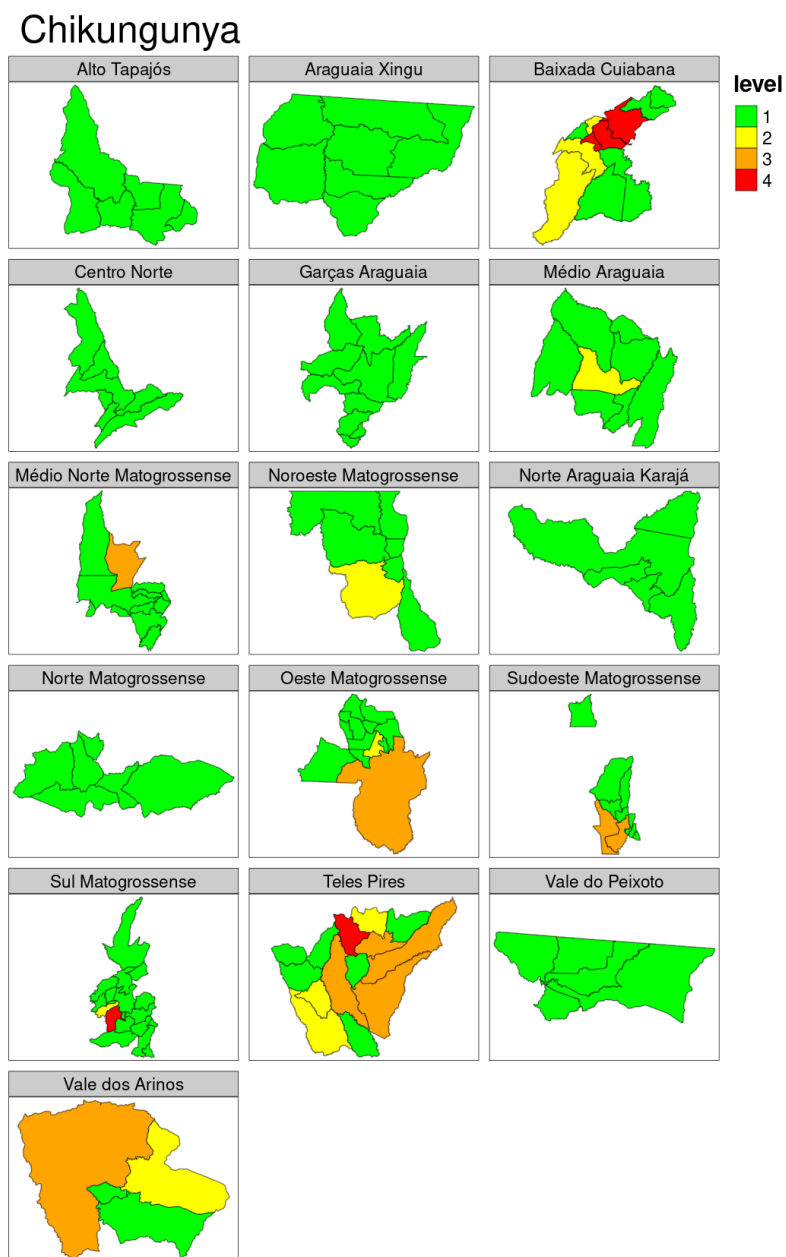 Chikungunya
Alto Tapajós
Araguaia Xingu
Baixada Cuiabana
level
1
2
3
4
Centro Norte
Garças Araguaia
Médio Araguaia
Médio Norte Matogrossense
Noroeste Matogrossense
Norte Araguaia Karajá
Norte Matogrossense
Oeste Matogrossense
Sudoeste Matogrossense
Sul Matogrossense
Teles Pires
Vale do Peixoto
Vale dos Arinos